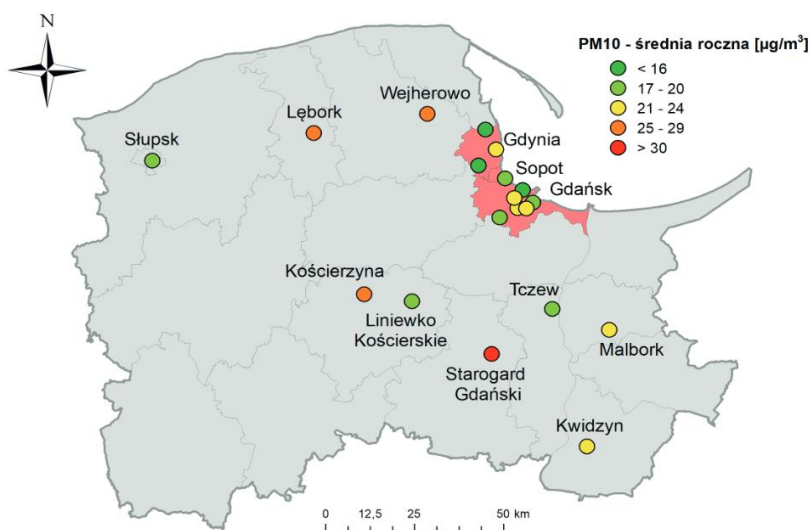 N
PM10 - średnia roczna [µg/m³]
< 16
17 - 20
21 - 24
25 - 29
> 30
Wejherowo
Lębork
Słupsk
Gdynia
Sopot
Gdańsk
Kościerzyna
Liniewko
Kościerskie
Tczew
Malbork
Starogard
Gdański
Kwidzyn
0 12,5 25 50 km